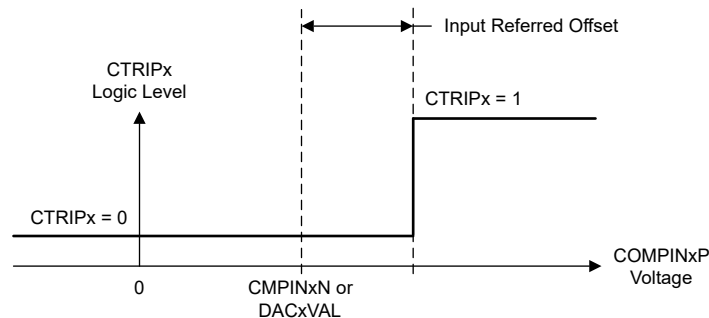 Input Referred Offset
CTRIPx
Logic Level
CTRIPx = 1
CTRIPx = 0
COMPINxP
Voltage
0
CMPINxN or
DACxVAL